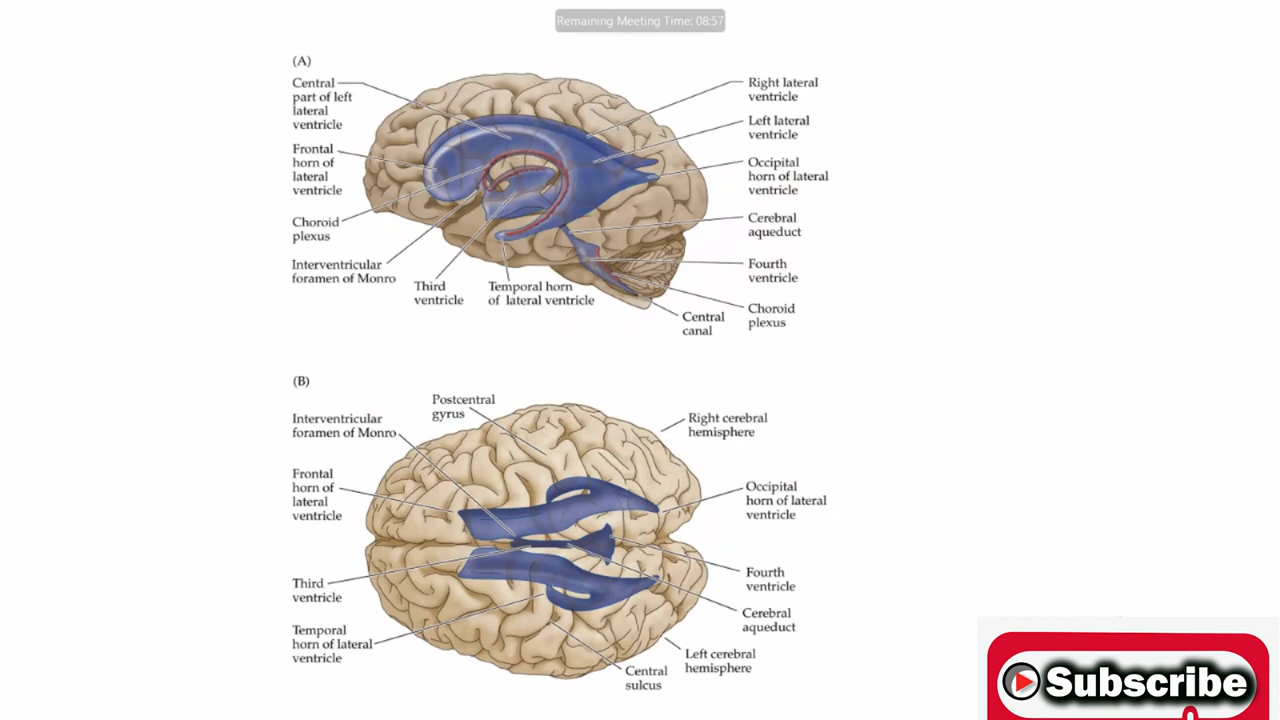 Remaining Meeting Time: 08:57
(A)
Central
part of left
lateral
ventricle
Frontal
horn of
lateral
ventricle
Choroid
plexus
Interventricular
foramen of Monro
Third
ventricle
Temporal horn
of lateral ventricle
Right lateral
ventricle
Left lateral
ventricle
Occipital
horn of lateral
ventricle
Cerebral
aqueduct
Fourth
ventricle
Choroid
plexus
Central
canal
(B)
Postcentral
gyrus
Interventricular
foramen of Monro
Frontal
horn of
lateral
ventricle
Third
ventricle
Temporal
horn of lateral
ventricle
Right cerebral
hemisphere
Occipital
horn of lateral
ventricle
Fourth
ventricle
Cerebral
aqueduct
Left cerebral
hemisphere
Central
sulcus
Subscribe